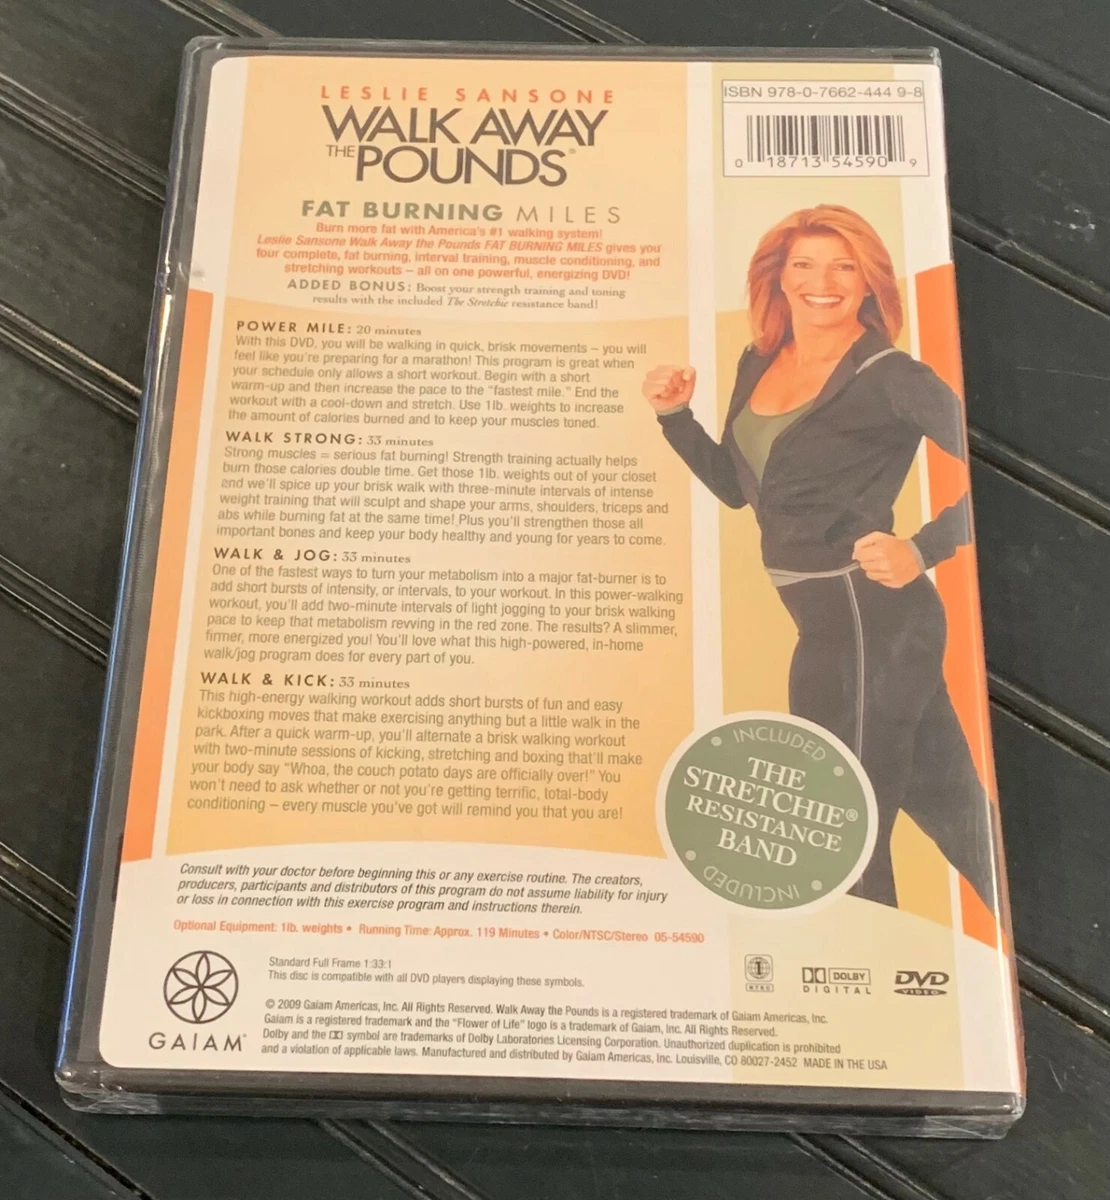 LESLIE SANSONE
WALK AWAY
THE POUNDS®
FAT BURNING MILES
Burn more fat with America's #1 walking system!
Leslie Sansone Walk Away the Pounds FAT BURNING MILES gives you
four complete, fat burning, interval training, muscle conditioning, and
stretching workouts – all on one powerful, energizing DVD!
ADDED BONUS: Boost your strength training and toning
results with the included The Stretchie resistance band!
POWER MILE: 20 minutes
With this DVD, you will be walking in quick, brisk movements – you will
feel like you're preparing for a marathon! This program is great when
your schedule only allows a short workout. Begin with a short
warm-up and then increase the pace to the "fastest mile." End the
workout with a cool-down and stretch. Use 1lb. weights to increase
the amount of calories burned and to keep your muscles toned.
WALK STRONG: 33 minutes
Strong muscles = serious fat burning! Strength training actually helps
burn those calories double time. Get those 1lb. weights out of your closet
and we'll spice up your brisk walk with three-minute intervals of intense
weight training that will sculpt and shape your arms, shoulders, triceps and
abs while burning fat at the same time! Plus you'll strengthen those all
important bones and keep your body healthy and young for years to come.
WALK & JOG: 33 minutes
One of the fastest ways to turn your metabolism into a major fat-burner is to
add short bursts of intensity, or intervals, to your workout. In this power-walking
workout, you'll add two-minute intervals of light jogging to your brisk walking
pace to keep that metabolism revving in the red zone. The results? A slimmer,
firmer, more energized you! You'll love what this high-powered, in-home
walk/jog program does for every part of you.
WALK & KICK: 33 minutes
This high-energy walking workout adds short bursts of fun and easy
kickboxing moves that make exercising anything but a little walk in the
park. After a quick warm-up, you'll alternate a brisk walking workout
with two-minute sessions of kicking, stretching and boxing that'll make
your body say "Whoa, the couch potato days are officially over!" You
won't need to ask whether or not you're getting terrific, total-body
conditioning – every muscle you've got will remind you that you are!
ISBN 978-0-7662-444 9-8
0 18713 54590 9
INCLUDED
THE
STRETCHIE®
RESISTANCE
BAND
INCLUDED
Consult with your doctor before beginning this or any exercise routine. The creators,
producers, participants and distributors of this program do not assume liability for injury
or loss in connection with this exercise program and instructions therein.
Optional Equipment: 1lb. weights • Running Time: Approx. 119 Minutes • Color/NTSC/Stereo 05-54590
Standard Full Frame 1:33:1
This disc is compatible with all DVD players displaying these symbols.
1
NTSC
DOLBY
DIGITAL
DVD
VIDEO
GAIAM
© 2009 Gaiam Americas, Inc. All Rights Reserved. Walk Away the Pounds is a registered trademark of Gaiam Americas, Inc.
Gaiam is a registered trademark and the "Flower of Life" logo is a trademark of Gaiam, Inc. All Rights Reserved.
Dolby and the symbol are trademarks of Dolby Laboratories Licensing Corporation. Unauthorized duplication is prohibited
and a violation of applicable laws. Manufactured and distributed by Gaiam Americas, Inc. Louisville, CO 80027-2452 MADE IN THE USA